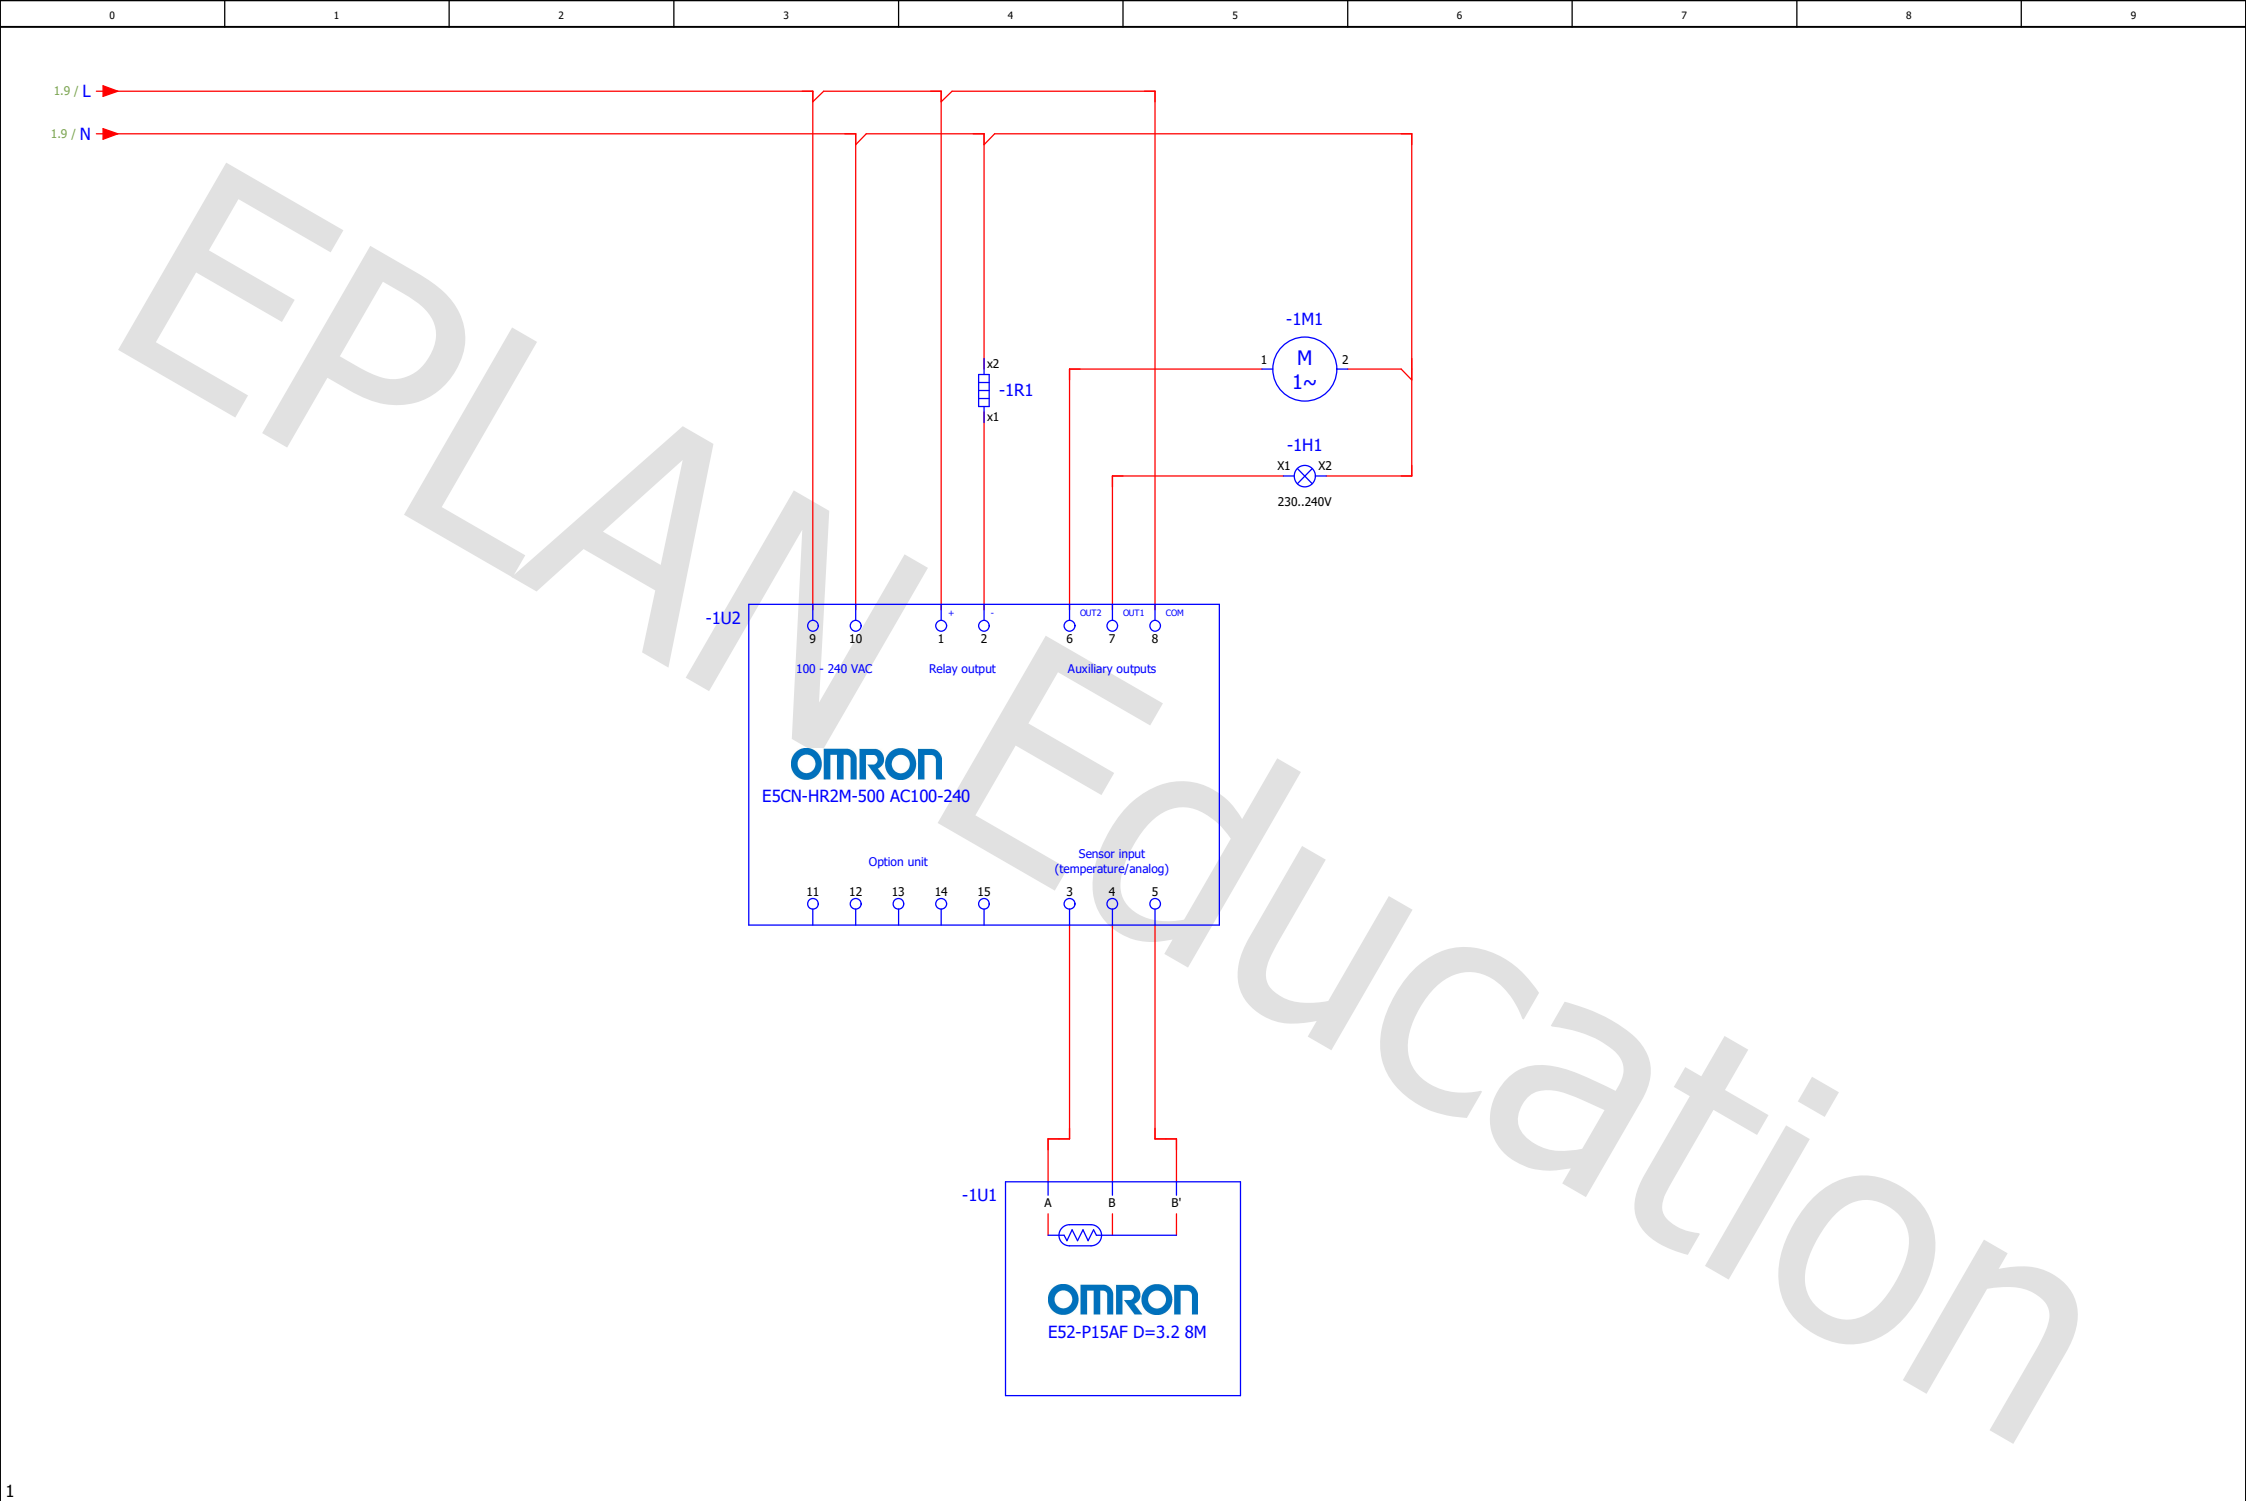 0 1 2 3 4 5 6 7 8 9
1.9 / L
1.9 / N
-1M1
1 M 2
1~
x2
-1R1
x1
-1H1
X1 X2
230..240V
-1U2
+ - OUT2 OUT1 COM
9 10 1 2 6 7 8
100 - 240 VAC Relay output Auxiliary outputs
OMRON
E5CN-HR2M-500 AC100-240
Option unit
Sensor input
(temperature/analog)
11 12 13 14 15 3 4 5
-1U1
A B B'
OMRON
E52-P15AF D=3.2 8M
EPLAN Education
1